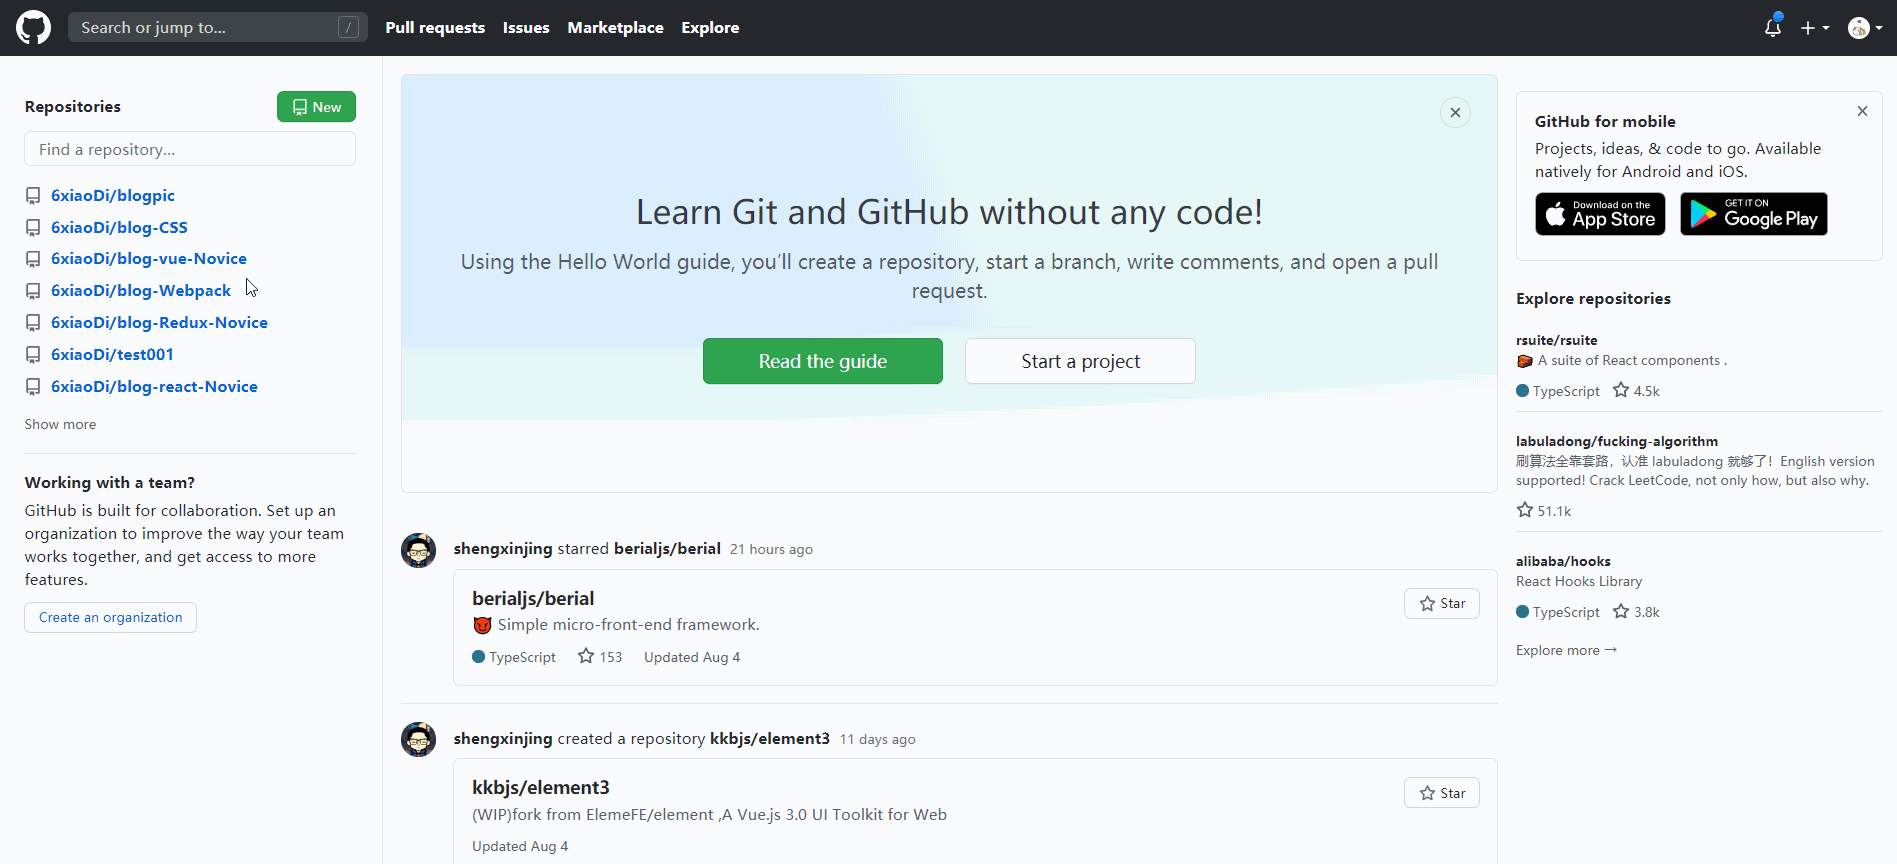 Search or jump to... /
Pull requests Issues Marketplace Explore
Repositories
New
Find a repository...
6xiaoDi/blogpic
6xiaoDi/blog-CSS
6xiaoDi/blog-vue-Novice
6xiaoDi/blog-Webpack
6xiaoDi/blog-Redux-Novice
6xiaoDi/test001
6xiaoDi/blog-react-Novice
Show more
Working with a team?
GitHub is built for collaboration. Set up an
organization to improve the way your team
works together, and get access to more
features.
Create an organization
Learn Git and GitHub without any code!
Using the Hello World guide, you’ll create a repository, start a branch, write comments, and open a pull
request.
Read the guide
Start a project
shengxinjing starred berialjs/berial 21 hours ago
berialjs/berial
Star
Simple micro-front-end framework.
TypeScript 153 Updated Aug 4
shengxinjing created a repository kkbjs/element3 11 days ago
kkbjs/element3
Star
(WIP)fork from ElemeFE/element ,A Vue.js 3.0 UI Toolkit for Web
Updated Aug 4
GitHub for mobile
Projects, ideas, & code to go. Available
natively for Android and iOS.
Download on the
App Store
GET IT ON
Google Play
Explore repositories
rsuite/rsuite
A suite of React components .
TypeScript 4.5k
labuladong/fucking-algorithm
刷算法全靠套路，认准 labuladong 就够了！English version
supported! Crack LeetCode, not only how, but also why.
51.1k
alibaba/hooks
React Hooks Library
TypeScript 3.8k
Explore more →